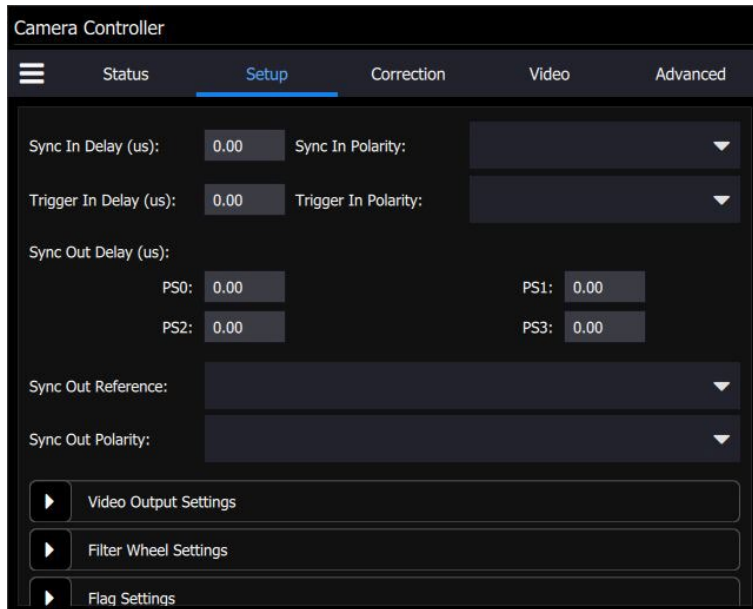 Camera Controller
Status Setup Correction Video Advanced
Sync In Delay (us): 0.00 Sync In Polarity:
Trigger In Delay (us): 0.00 Trigger In Polarity:
Sync Out Delay (us):
PS0: 0.00 PS1: 0.00
PS2: 0.00 PS3: 0.00
Sync Out Reference:
Sync Out Polarity:
Video Output Settings
Filter Wheel Settings
Flag Settings